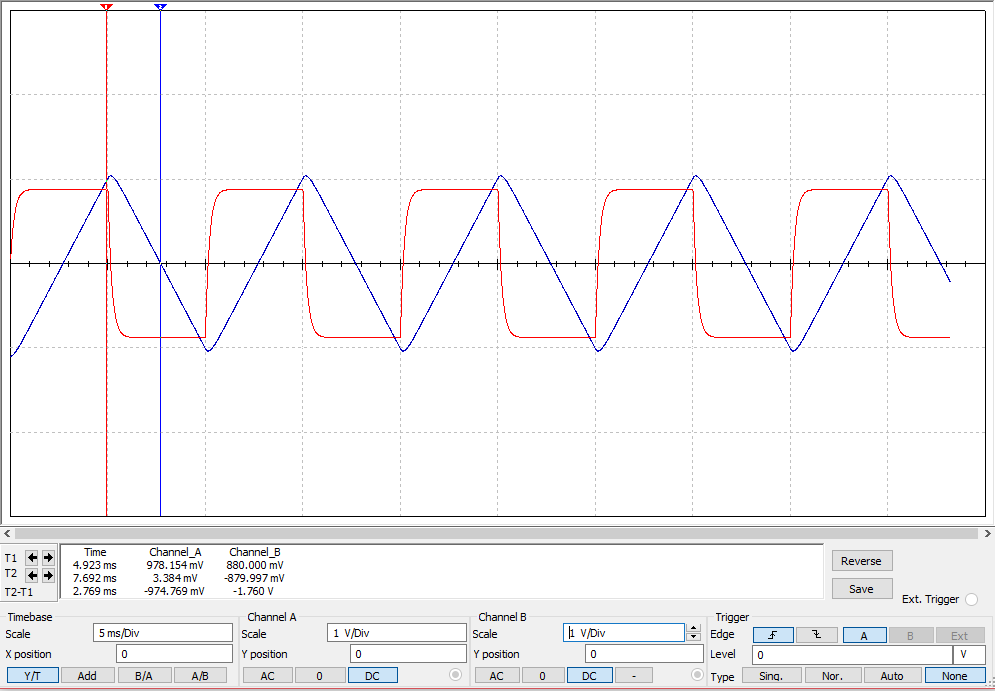 1 2
Time Channel_A Channel_B
T1 4.923 ms 978.154 mV 880.000 mV
T2 7.692 ms 3.384 mV -879.997 mV
T2-T1 2.769 ms -974.769 mV -1.760 V
Reverse
Save
Ext. Trigger
Timebase Channel A Channel B Trigger
Scale 5 ms/Div Scale 1 V/Div Scale 1 V/Div Edge A B Ext
X position 0 Y position 0 Y position 0 Level 0 V
Y/T Add B/A A/B AC 0 DC AC 0 DC - Type Sing. Nor. Auto None